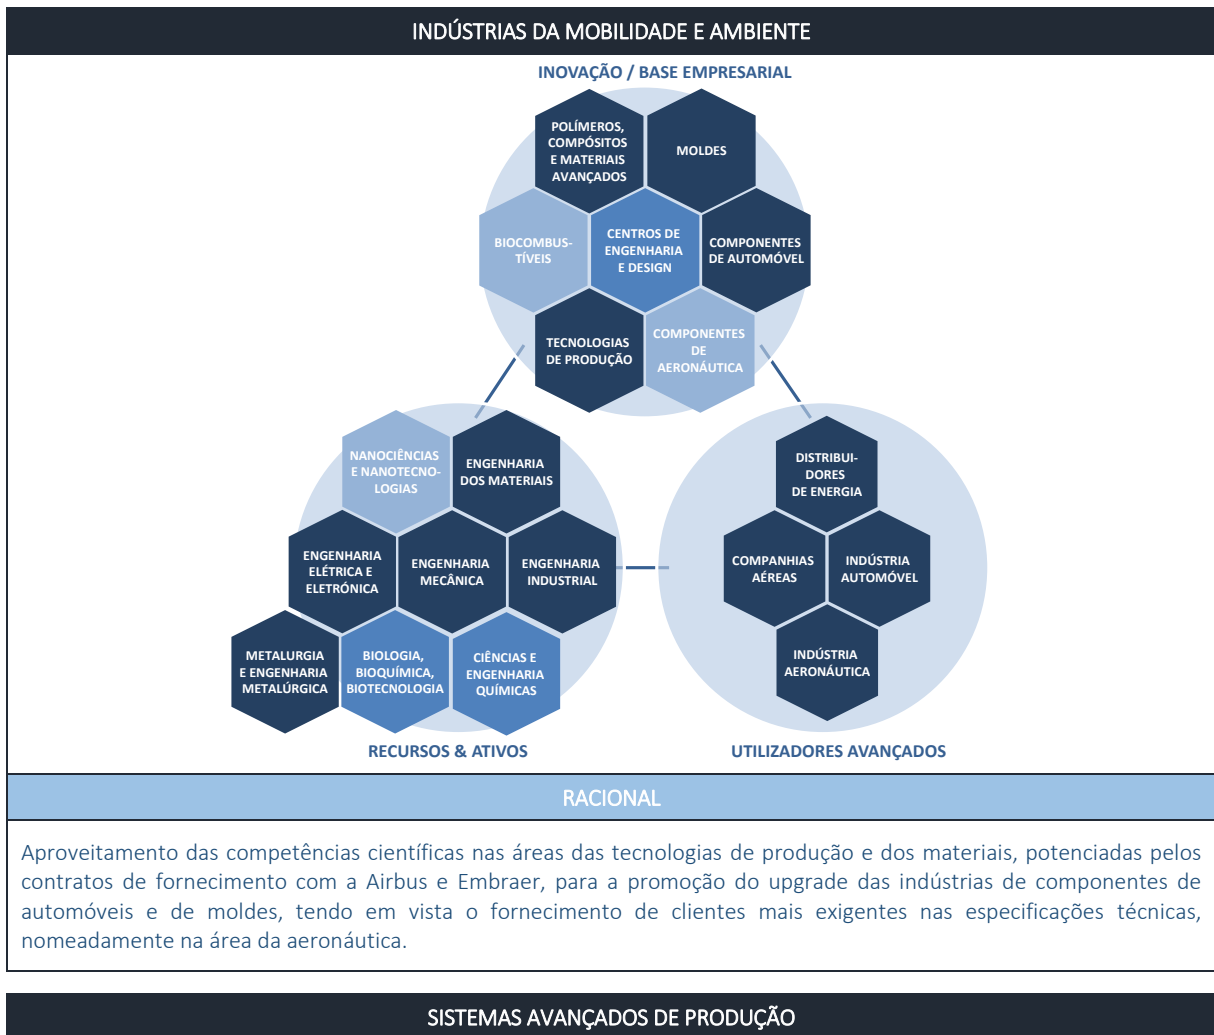 INDÚSTRIAS DA MOBILIDADE E AMBIENTE
INOVAÇÃO / BASE EMPRESARIAL
POLÍMEROS,
COMPÓSITOS
E MATERIAIS
AVANÇADOS
MOLDES
BIOCOMBUS-
TÍVEIS
CENTROS DE
ENGENHARIA
E DESIGN
COMPONENTES
DE AUTOMÓVEL
TECNOLOGIAS
DE PRODUÇÃO
COMPONENTES
DE
AERONÁUTICA
NANOCIÊNCIAS
E NANOTECNO-
LOGIAS
ENGENHARIA
DOS MATERIAIS
ENGENHARIA
ELÉTRICA E
ELETRÓNICA
ENGENHARIA
MECÂNICA
ENGENHARIA
INDUSTRIAL
METALURGIA
E ENGENHARIA
METALÚRGICA
BIOLOGIA,
BIOQUÍMICA,
BIOTECNOLOGIA
CIÊNCIAS E
ENGENHARIA
QUÍMICAS
RECURSOS & ATIVOS
DISTRIBUI-
DORES
DE ENERGIA
COMPANHIAS
AÉREAS
INDÚSTRIA
AUTOMÓVEL
INDÚSTRIA
AERONÁUTICA
UTILIZADORES AVANÇADOS
RACIONAL
Aproveitamento das competências científicas nas áreas das tecnologias de produção e dos materiais, potenciadas pelos
contratos de fornecimento com a Airbus e Embraer, para a promoção do upgrade das indústrias de componentes de
automóveis e de moldes, tendo em vista o fornecimento de clientes mais exigentes nas especificações técnicas,
nomeadamente na área da aeronáutica.
SISTEMAS AVANÇADOS DE PRODUÇÃO